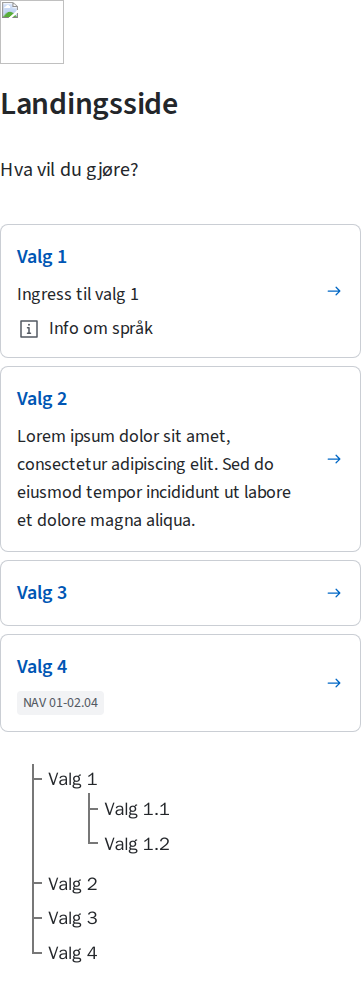 Landingsside
Hva vil du gjøre?
Valg 1
Ingress til valg 1
Info om språk
Valg 2
Lorem ipsum dolor sit amet,
consectetur adipiscing elit. Sed do
eiusmod tempor incididunt ut labore
et dolore magna aliqua.
Valg 3
Valg 4
NAV 01-02.04
Valg 1
Valg 1.1
Valg 1.2
Valg 2
Valg 3
Valg 4